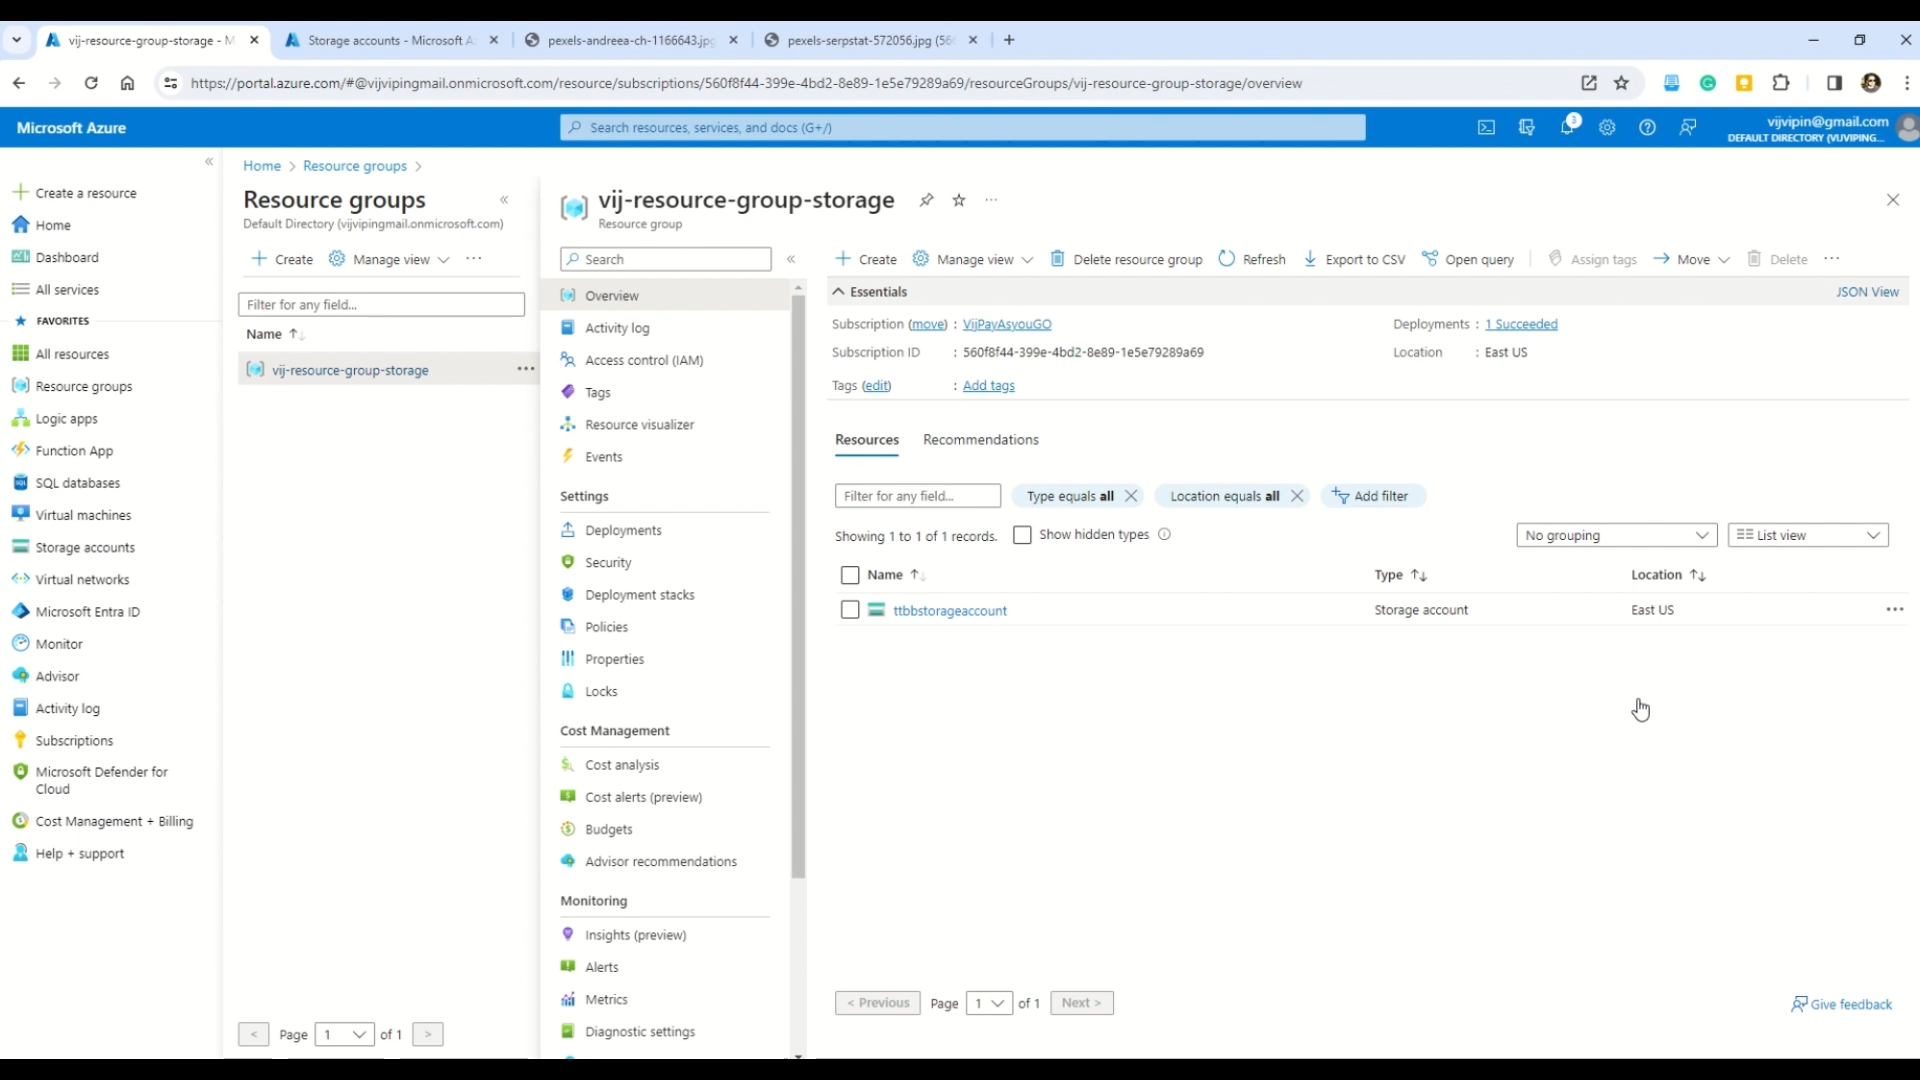 vij-resource-group-storage - M
Storage accounts - Microsoft A
pexels-andreea-ch-1166643.jpg
pexels-serpstat-572056.jpg (56
https://portal.azure.com/#@vijvipingmail.onmicrosoft.com/resource/subscriptions/560f8f44-399e-4bd2-8e89-1e5e79289a69/resourceGroups/vij-resource-group-storage/overview
Microsoft Azure
Search resources, services, and docs (G+/)
3
vijvipin@gmail.com
DEFAULT DIRECTORY (VIJVIPING...
Create a resource
Home
Dashboard
All services
FAVORITES
All resources
Resource groups
Logic apps
Function App
SQL databases
Virtual machines
Storage accounts
Virtual networks
Microsoft Entra ID
Monitor
Advisor
Activity log
Subscriptions
Microsoft Defender for
Cloud
Cost Management + Billing
Help + support
Home > Resource groups >
Resource groups
Default Directory (vijvipingmail.onmicrosoft.com)
Create Manage view ...
Filter for any field...
Name
vij-resource-group-storage ...
< Page 1 of 1 >
vij-resource-group-storage ...
Resource group
Search
Overview
Activity log
Access control (IAM)
Tags
Resource visualizer
Events
Settings
Deployments
Security
Deployment stacks
Policies
Properties
Locks
Cost Management
Cost analysis
Cost alerts (preview)
Budgets
Advisor recommendations
Monitoring
Insights (preview)
Alerts
Metrics
Diagnostic settings
Create Manage view Delete resource group Refresh Export to CSV Open query Assign tags Move Delete ...
Essentials JSON View
Subscription (move) : VijPayAsyouGO Deployments : 1 Succeeded
Subscription ID : 560f8f44-399e-4bd2-8e89-1e5e79289a69 Location : East US
Tags (edit) : Add tags
Resources Recommendations
Filter for any field... Type equals all Location equals all Add filter
Showing 1 to 1 of 1 records. Show hidden types No grouping List view
Name Type Location
ttbbstorageaccount Storage account East US ...
< Previous Page 1 of 1 Next > Give feedback